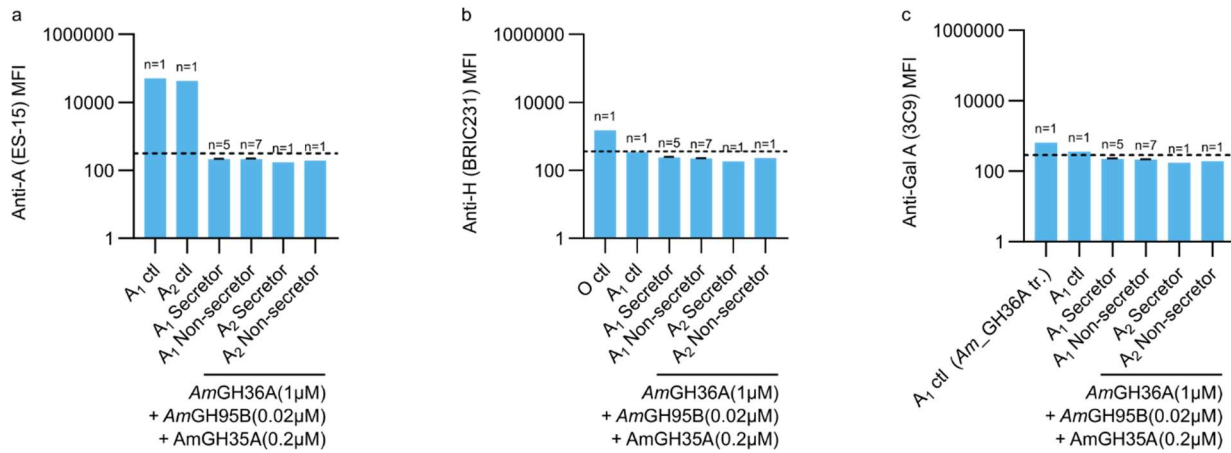 a
Anti-A (ES-15) MFI
1000000
10000
100
1
n=1
n=1
n=5
n=7
n=1
n=1
A₁ ctl
A₂ ctl
A₁ Secretor
A₁ Non-secretor
A₂ Secretor
A₂ Non-secretor
AmGH36A(1µM)
+ AmGH95B(0.02µM)
+ AmGH35A(0.2µM)
b
Anti-H (BRIC231) MFI
1000000
10000
100
1
n=1
n=1
n=5
n=7
n=1
n=1
O ctl
A₁ ctl
A₁ Secretor
A₁ Non-secretor
A₂ Secretor
A₂ Non-secretor
AmGH36A(1µM)
+ AmGH95B(0.02µM)
+ AmGH35A(0.2µM)
c
Anti-Gal A (3C9) MFI
1000000
10000
100
1
n=1
n=1
n=5
n=7
n=1
n=1
A₁ ctl (Am_GH36A tr.)
A₁ ctl
A₁ Secretor
A₁ Non-secretor
A₂ Secretor
A₂ Non-secretor
AmGH36A(1µM)
+ AmGH95B(0.02µM)
+ AmGH35A(0.2µM)